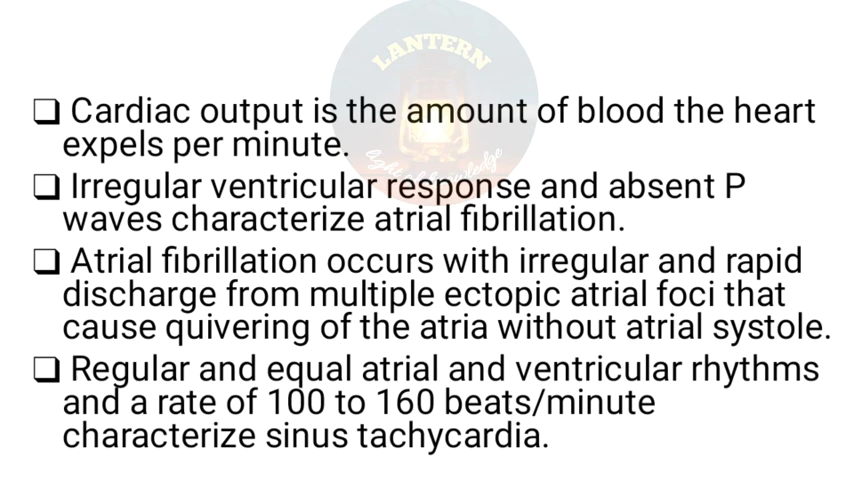 LANTERN
light of knowledge
❏ Cardiac output is the amount of blood the heart
expels per minute.
❏ Irregular ventricular response and absent P
waves characterize atrial fibrillation.
❏ Atrial fibrillation occurs with irregular and rapid
discharge from multiple ectopic atrial foci that
cause quivering of the atria without atrial systole.
❏ Regular and equal atrial and ventricular rhythms
and a rate of 100 to 160 beats/minute
characterize sinus tachycardia.